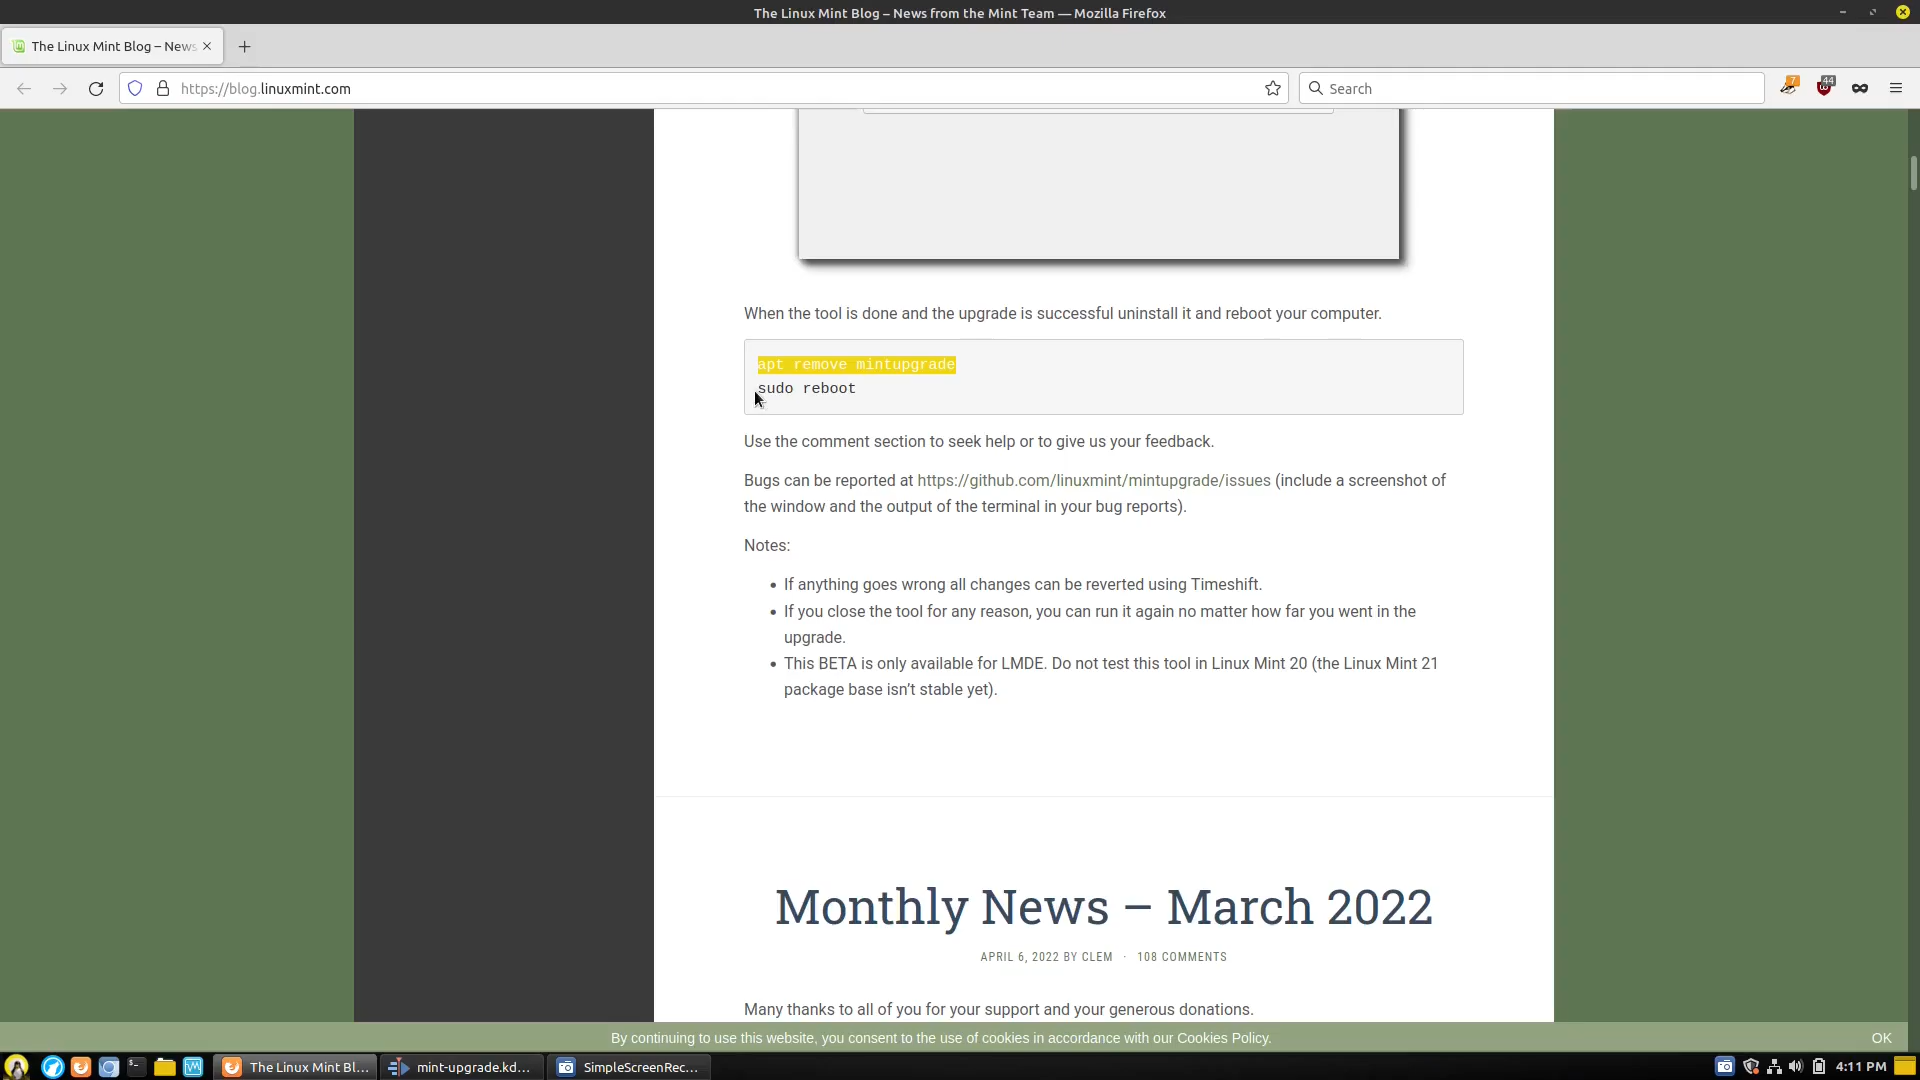 The Linux Mint Blog – News from the Mint Team — Mozilla Firefox
The Linux Mint Blog – News
https://blog.linuxmint.com
Search
7
44
When the tool is done and the upgrade is successful uninstall it and reboot your computer.
apt remove mintupgrade
sudo reboot
Use the comment section to seek help or to give us your feedback.
Bugs can be reported at https://github.com/linuxmint/mintupgrade/issues (include a screenshot of
the window and the output of the terminal in your bug reports).
Notes:
• If anything goes wrong all changes can be reverted using Timeshift.
• If you close the tool for any reason, you can run it again no matter how far you went in the
upgrade.
• This BETA is only available for LMDE. Do not test this tool in Linux Mint 20 (the Linux Mint 21
package base isn’t stable yet).
Monthly News – March 2022
APRIL 6, 2022 BY CLEM · 108 COMMENTS
Many thanks to all of you for your support and your generous donations.
By continuing to use this website, you consent to the use of cookies in accordance with our Cookies Policy.
OK
The Linux Mint Bl...
mint-upgrade.kd...
SimpleScreenRec...
4:11 PM